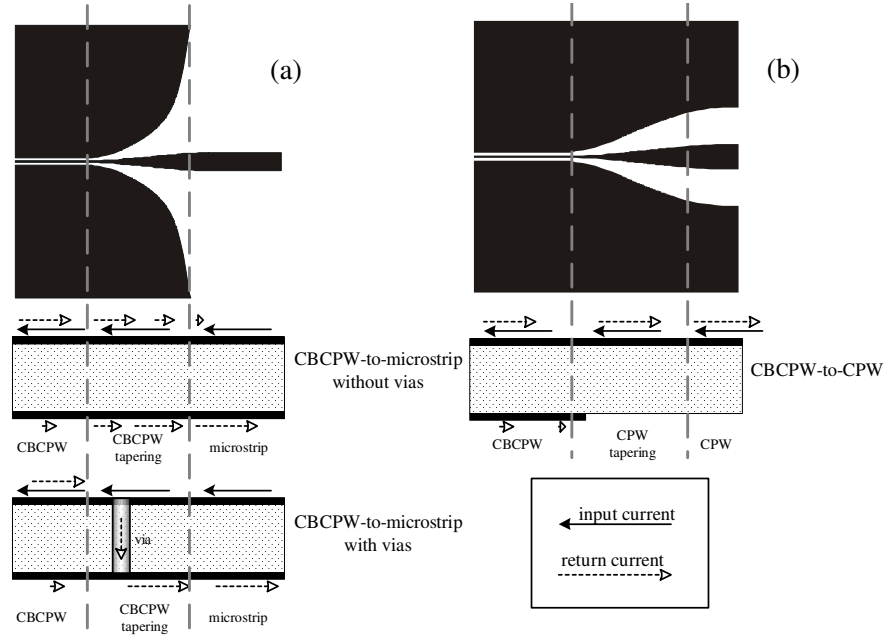 (a)
(b)
CBCPW-to-microstrip
without vias
CBCPW
CBCPW
tapering
microstrip
CBCPW-to-CPW
CBCPW
CPW
tapering
CPW
via
CBCPW-to-microstrip
with vias
CBCPW
CBCPW
tapering
microstrip
input current
return current